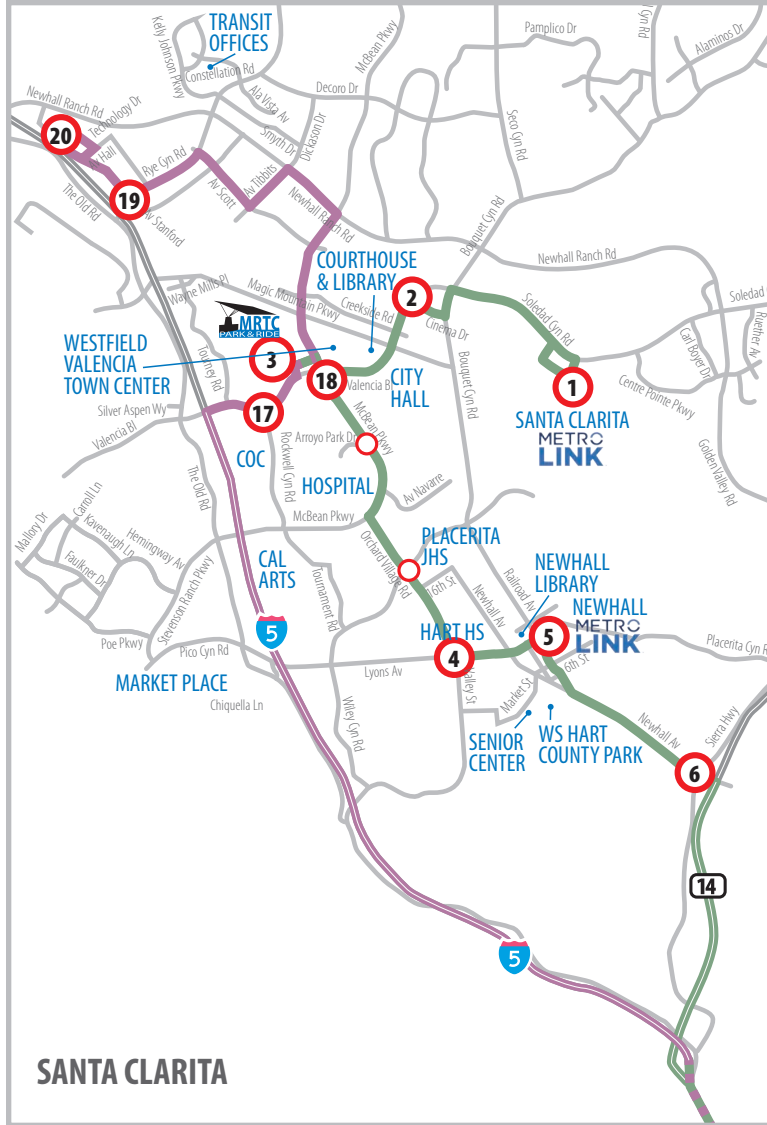 TRANSIT
OFFICES
Kelly Johnson Pkwy
Constellation Rd
McBean Pkwy
Pamplico Dr
Cyn Rd
Alaminos Dr
Newhall Ranch Rd
Technology Dr
Ala Vista Av
Decoro Dr
Smyth Dr
Dickason Dr
Seco Cyn Rd
20
Hall
Rye Cyn Rd
Av Tibbits
19
Av Scott
The Old Rd
Av Stanford
Newhall Ranch Rd
Bouquet Cyn Rd
Newhall Ranch Rd
COURTHOUSE
& LIBRARY
Wayne Mills Pl
Magic Mountain Pkwy
Creekside Rd
2
Cinema Dr
Soledad Cyn Rd
Soledad
MRTC
PARK & RIDE
WESTFIELD
VALENCIA
TOWN CENTER
3
Tourney Rd
18
Valencia B
CITY
HALL
Bouquet Cyn Rd
1
Carl Boyer Dr
Ruether Av
Centre Pointe Pkwy
Silver Aspen Wy
17
Valencia Bl
McBean Pkwy
SANTA CLARITA
METRO
LINK
Arroyo Park Dr
COC
Rockwell Cyn Rd
The Old Rd
HOSPITAL
Av Navarre
Golden Valley Rd
McBean Pkwy
Mallory Dr
Carroll Ln
Kavenaugh Ln
Hemingway Av
Faulkner Dr
Stevenson Ranch Pkwy
CAL
ARTS
Orchard Village Rd
PLACERITA
JHS
16th St
Newhall Av
Railroad Av
NEWHALL
LIBRARY
NEWHALL
METRO
LINK
Tournament Rd
5
Poe Pkwy
Pico Cyn Rd
HART HS
4
5
6th St
Placerita Cyn R
MARKET PLACE
Lyons Av
Valley St
Market St
Chiquella Ln
Wiley Cyn Rd
SENIOR
CENTER
WS HART
COUNTY PARK
Newhall Av
Sierra Hwy
6
14
5
SANTA CLARITA